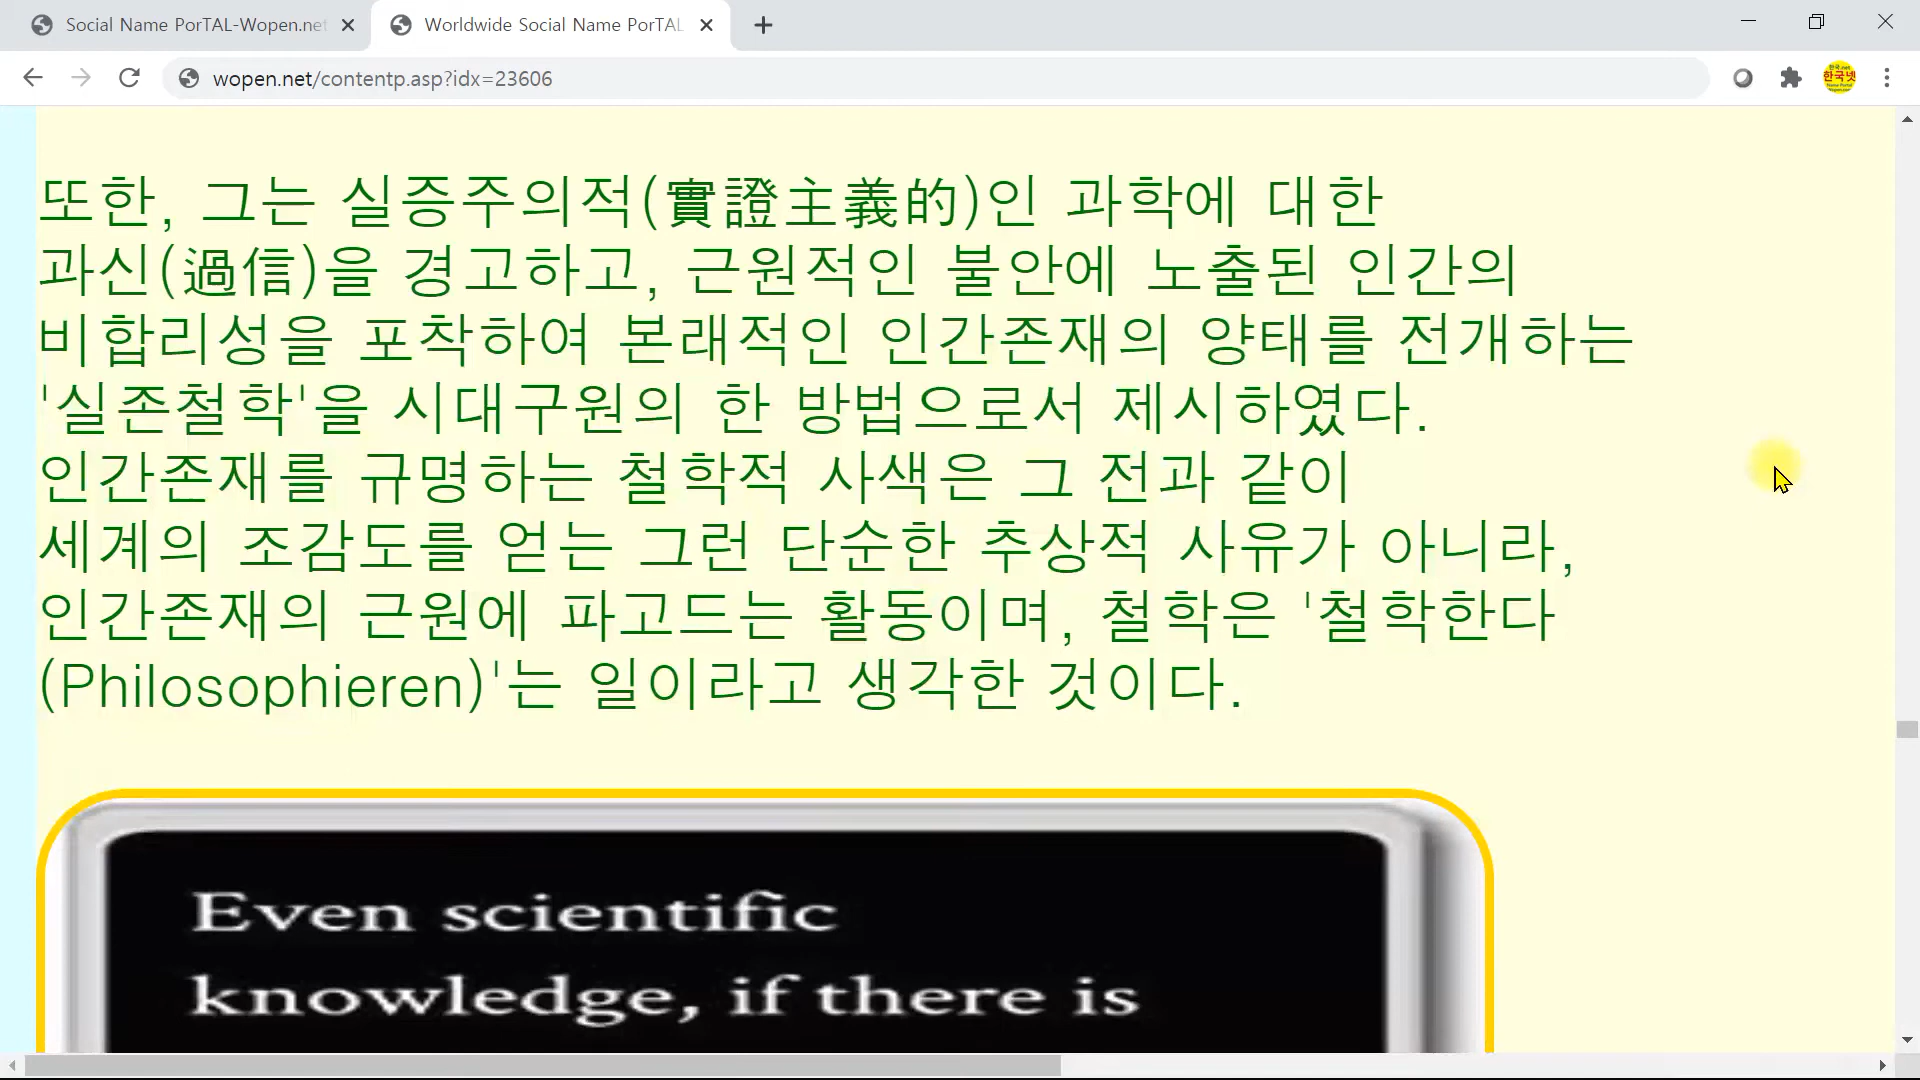 Social Name PorTAL-Wopen.net
Worldwide Social Name PorTAL
wopen.net/contentp.asp?idx=23606
한국넷
또한, 그는 실증주의적(實證主義的)인 과학에 대한
과신(過信)을 경고하고, 근원적인 불안에 노출된 인간의
비합리성을 포착하여 본래적인 인간존재의 양태를 전개하는
'실존철학'을 시대구원의 한 방법으로서 제시하였다.
인간존재를 규명하는 철학적 사색은 그 전과 같이
세계의 조감도를 얻는 그런 단순한 추상적 사유가 아니라,
인간존재의 근원에 파고드는 활동이며, 철학은 '철학한다
(Philosophieren)'는 일이라고 생각한 것이다.
Even scientific
knowledge, if there is